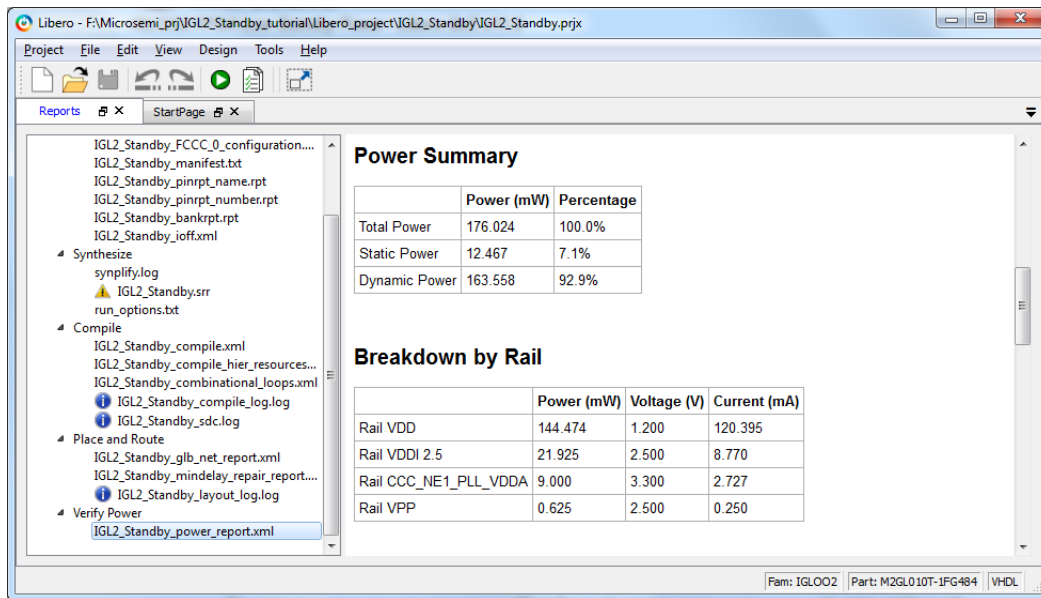 Libero - F:\Microsemi_prj\IGL2_Standby_tutorial\Libero_project\IGL2_Standby\IGL2_Standby.prjx
Project File Edit View Design Tools Help
Reports StartPage
IGL2_Standby_FCCC_0_configuration....
IGL2_Standby_manifest.txt
IGL2_Standby_pinrpt_name.rpt
IGL2_Standby_pinrpt_number.rpt
IGL2_Standby_bankrpt.rpt
IGL2_Standby_ioff.xml
Synthesize
synplify.log
IGL2_Standby.srr
run_options.txt
Compile
IGL2_Standby_compile.xml
IGL2_Standby_compile_hier_resources...
IGL2_Standby_combinational_loops.xml
IGL2_Standby_compile_log.log
IGL2_Standby_sdc.log
Place and Route
IGL2_Standby_glb_net_report.xml
IGL2_Standby_mindelay_repair_report....
IGL2_Standby_layout_log.log
Verify Power
IGL2_Standby_power_report.xml
Power Summary
Power (mW) Percentage
Total Power 176.024 100.0%
Static Power 12.467 7.1%
Dynamic Power 163.558 92.9%
Breakdown by Rail
Power (mW) Voltage (V) Current (mA)
Rail VDD 144.474 1.200 120.395
Rail VDDI 2.5 21.925 2.500 8.770
Rail CCC_NE1_PLL_VDDA 9.000 3.300 2.727
Rail VPP 0.625 2.500 0.250
Fam: IGLOO2 Part: M2GL010T-1FG484 VHDL